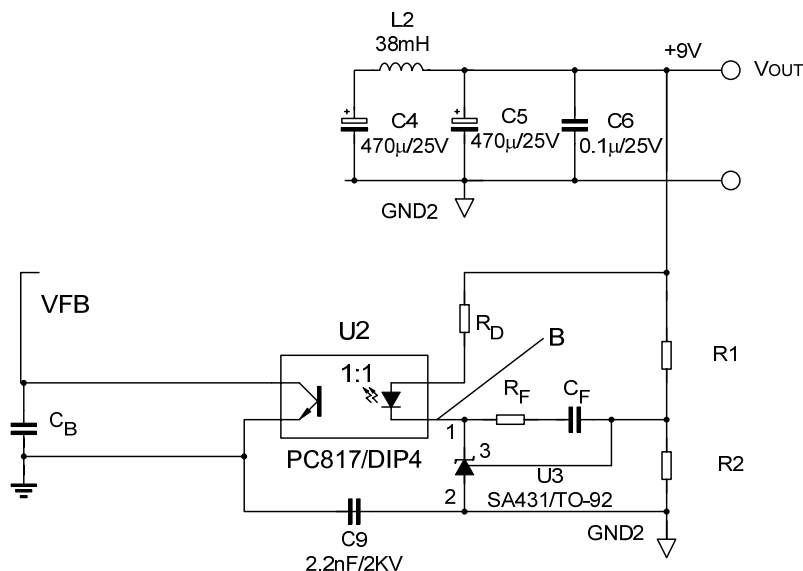 L2
38mH
+9V
VOUT
C4
470μ/25V
C5
470μ/25V
C6
0.1μ/25V
GND2
VFB
U2
RD
B
R1
1:1
RF
CF
CB
1
3
PC817/DIP4
U3
R2
2
SA431/TO-92
C9
2.2nF/2KV
GND2